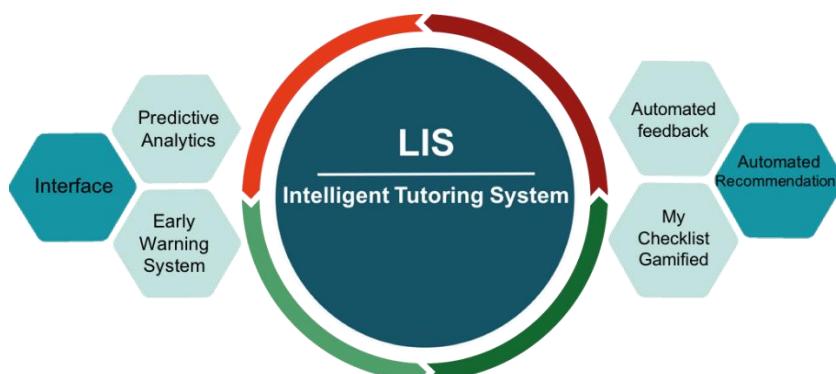 Predictive
Analytics
Interface
Early
Warning
System
LIS
Intelligent Tutoring System
Automated
feedback
Automated
Recommendation
My
Checklist
Gamified